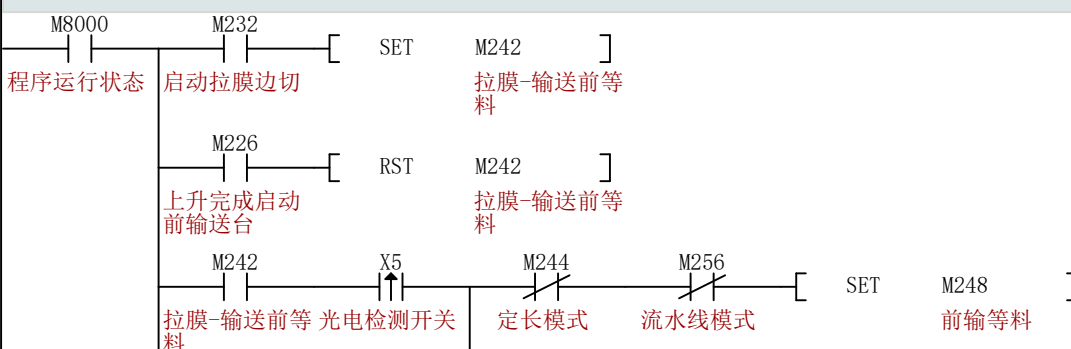 M8000 M232
SET M242
程序运行状态 启动拉膜边切 拉膜-输送前等
料
M226
RST M242
上升完成启动 拉膜-输送前等
前输送台 料
M242 X5 M244 M256
SET M248
拉膜-输送前等 光电检测开关 定长模式 流水线模式 前输等料
料